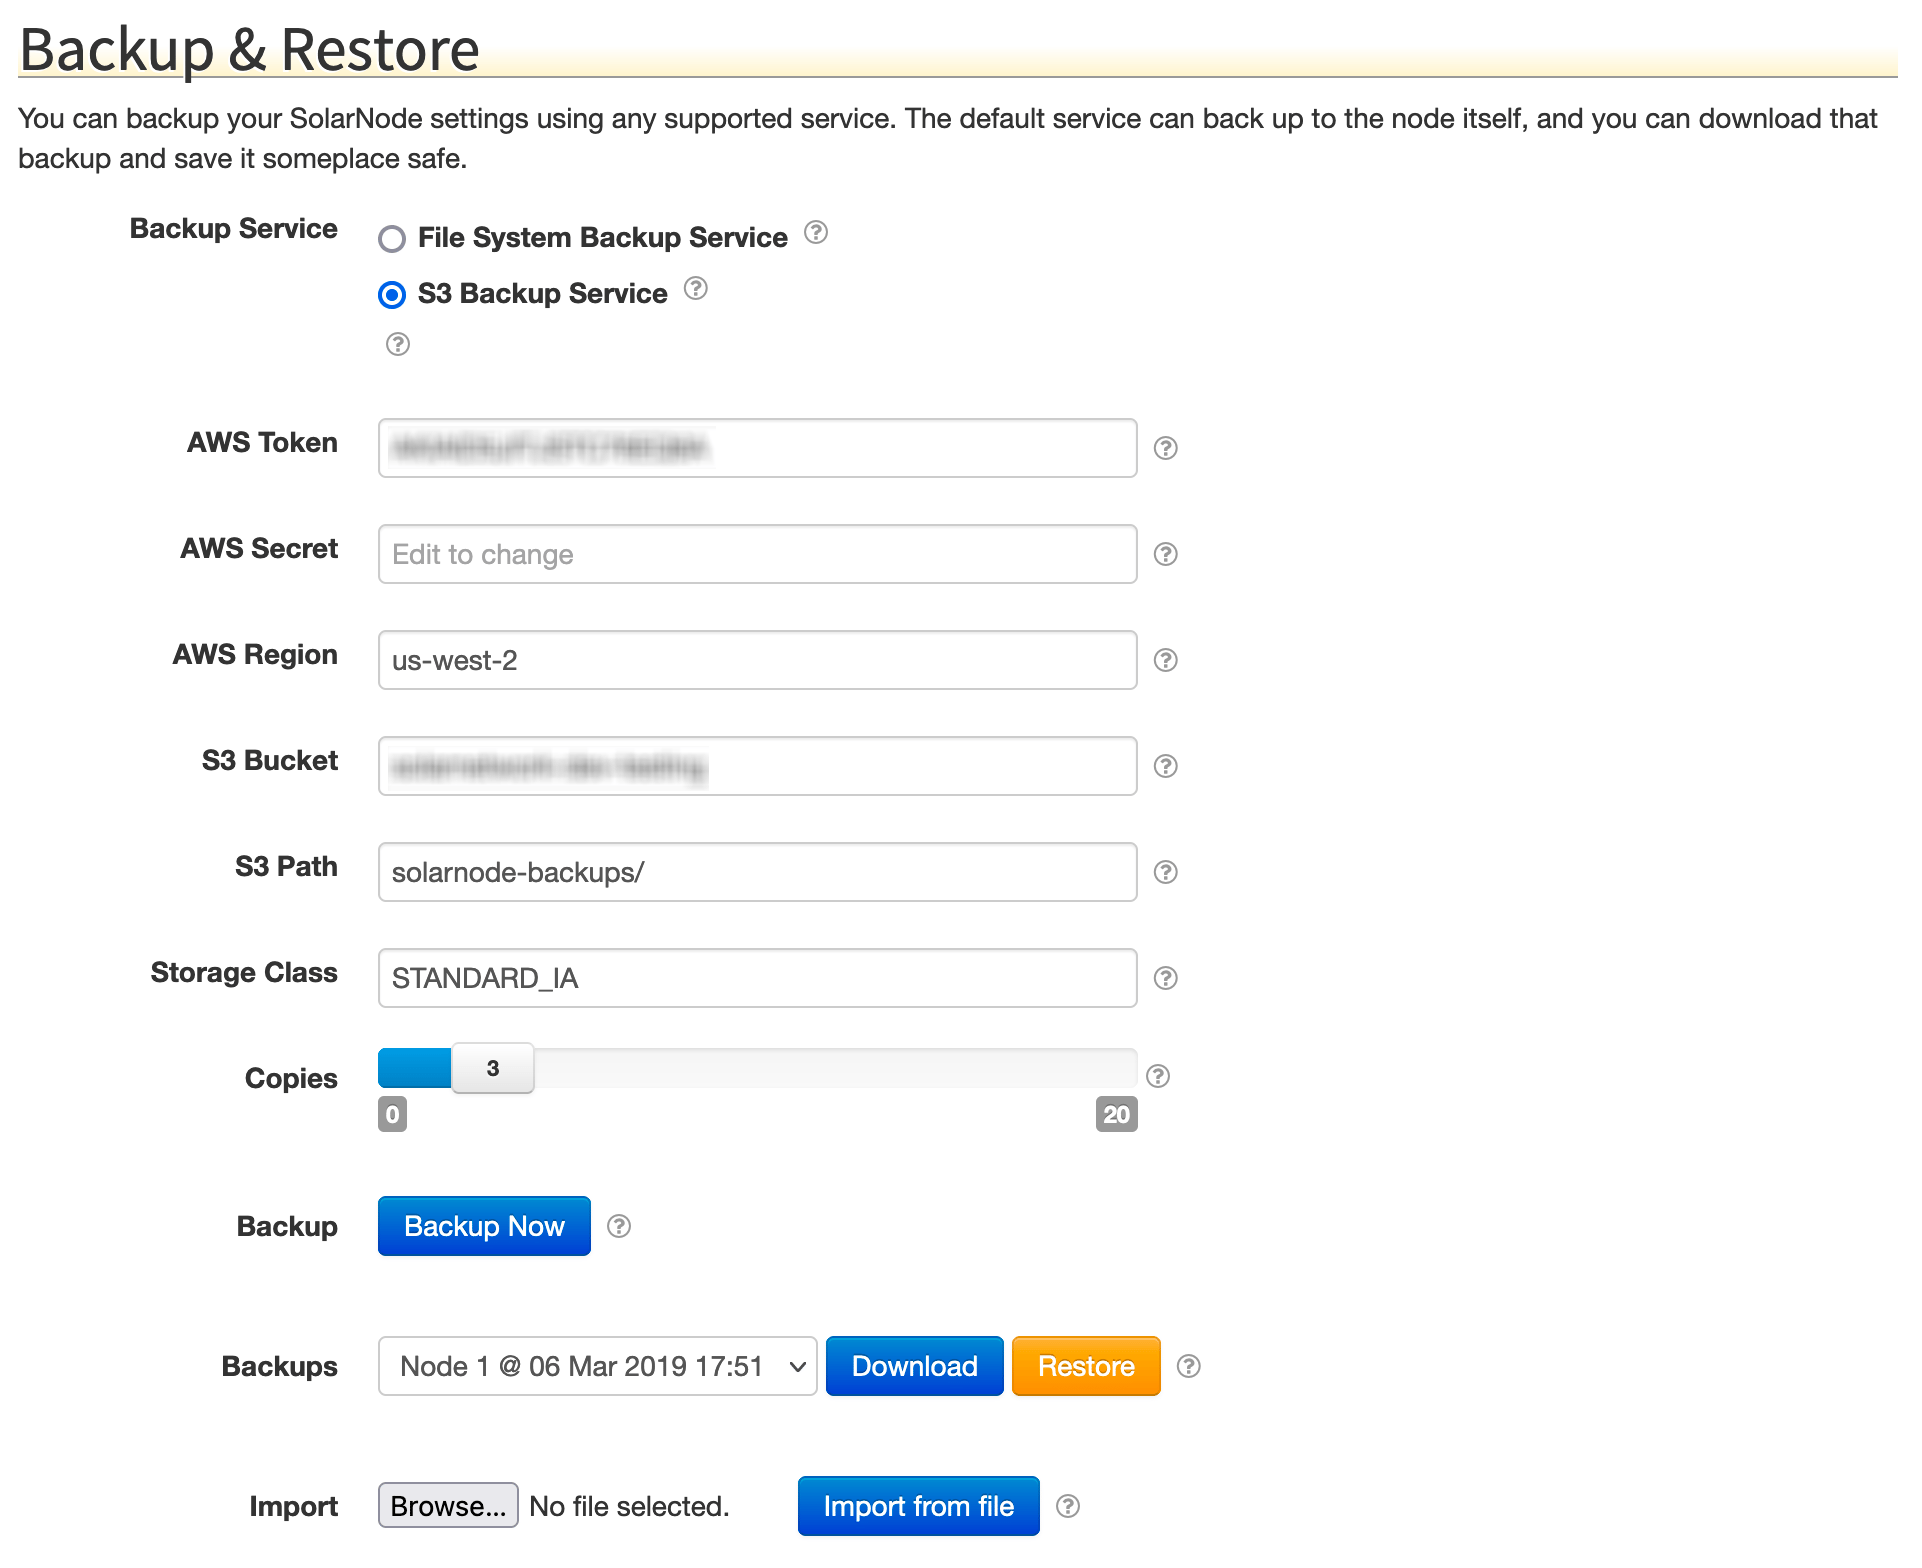 Backup & Restore
You can backup your SolarNode settings using any supported service. The default service can back up to the node itself, and you can download that
backup and save it someplace safe.
Backup Service
File System Backup Service ?
S3 Backup Service ?
?
AWS Token ?
AWS Secret Edit to change ?
AWS Region us-west-2 ?
S3 Bucket ?
S3 Path solarnode-backups/ ?
Storage Class STANDARD_IA ?
Copies 3 ?
0 20
Backup Backup Now ?
Backups Node 1 @ 06 Mar 2019 17:51 Download Restore ?
Import Browse... No file selected. Import from file ?